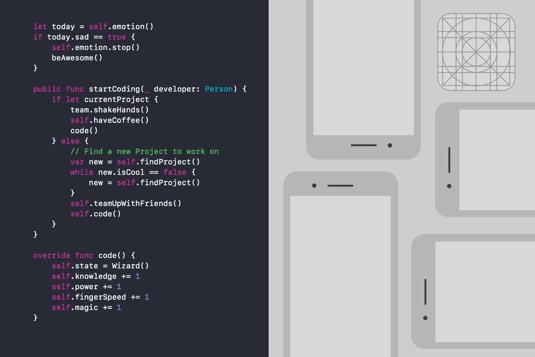 let today = self.emotion()
if today.sad == true {
self.emotion.stop()
beAwesome()
}
public func startCoding(_ developer: Person) {
if let currentProject {
team.shakeHands()
self.haveCoffee()
code()
} else {
// Find a new Project to work on
var new = self.findProject()
while new.isCool == false {
new = self.findProject()
}
self.teamUpWithFriends()
self.code()
}
}
override func code() {
self.state = Wizard()
self.knowledge += 1
self.power += 1
self.fingerSpeed += 1
self.magic += 1
}